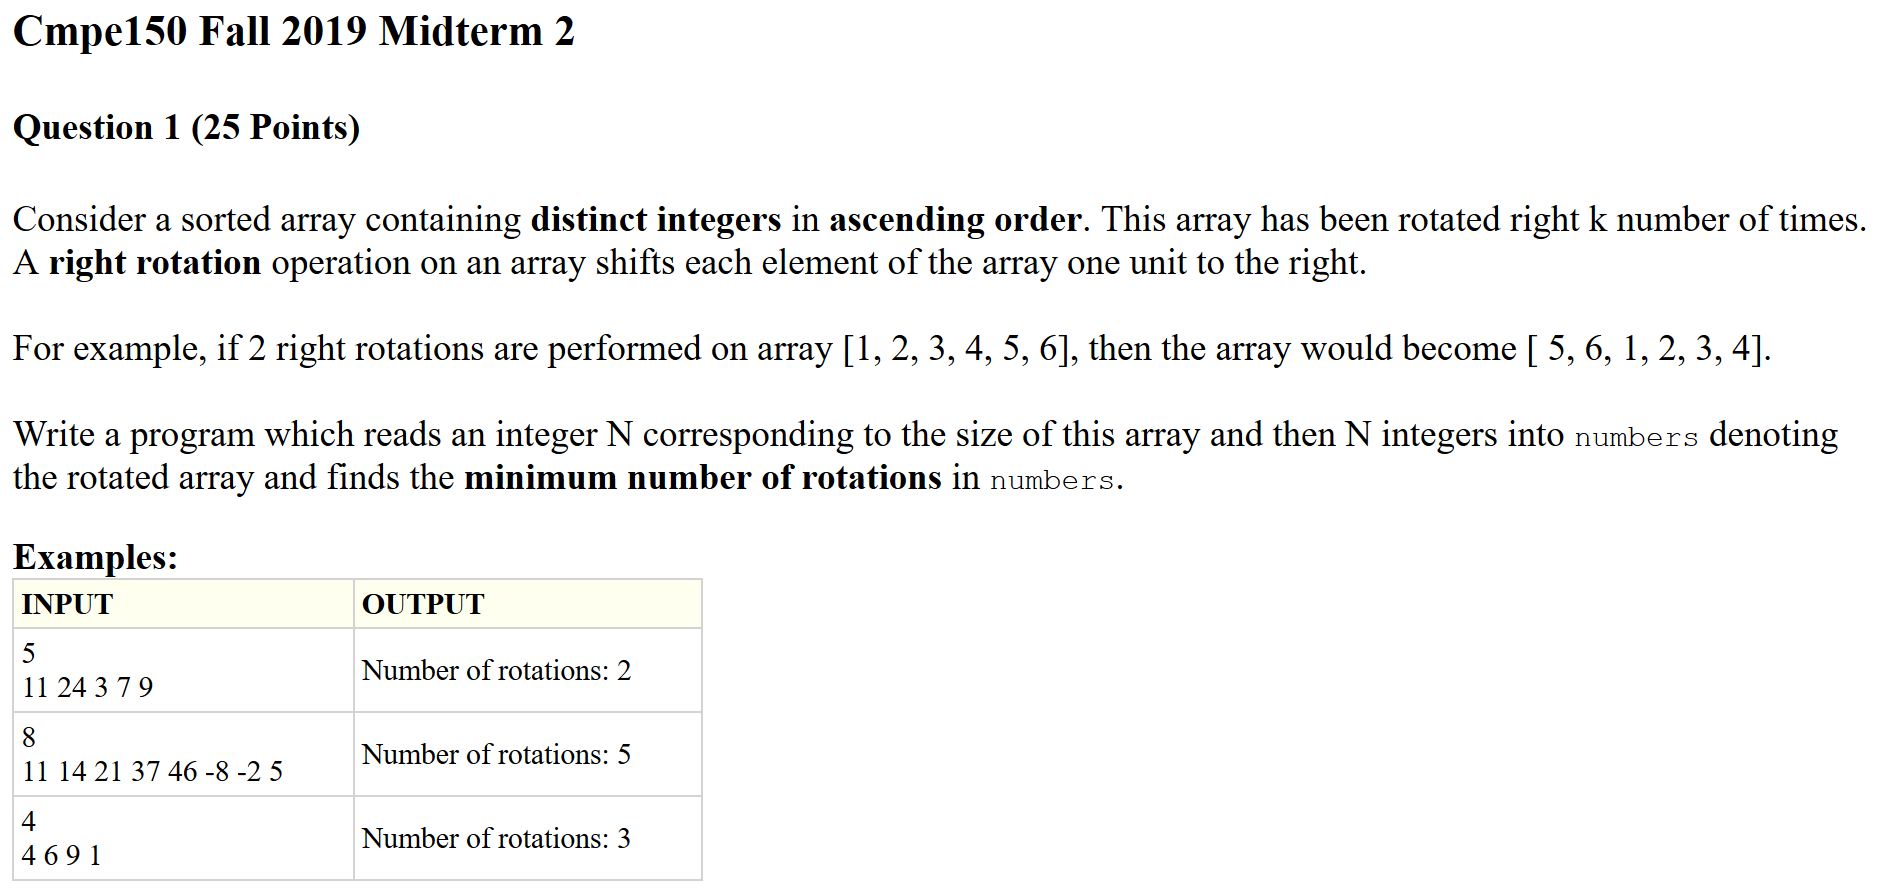 Cmpe150 Fall 2019 Midterm 2
Question 1 (25 Points)
Consider a sorted array containing distinct integers in ascending order. This array has been rotated right k number of times.
A right rotation operation on an array shifts each element of the array one unit to the right.
For example, if 2 right rotations are performed on array [1, 2, 3, 4, 5, 6], then the array would become [ 5, 6, 1, 2, 3, 4].
Write a program which reads an integer N corresponding to the size of this array and then N integers into numbers denoting
the rotated array and finds the minimum number of rotations in numbers.
Examples:
INPUT OUTPUT
5
11 24 3 7 9
Number of rotations: 2
8
11 14 21 37 46 -8 -2 5
Number of rotations: 5
4
4 6 9 1
Number of rotations: 3